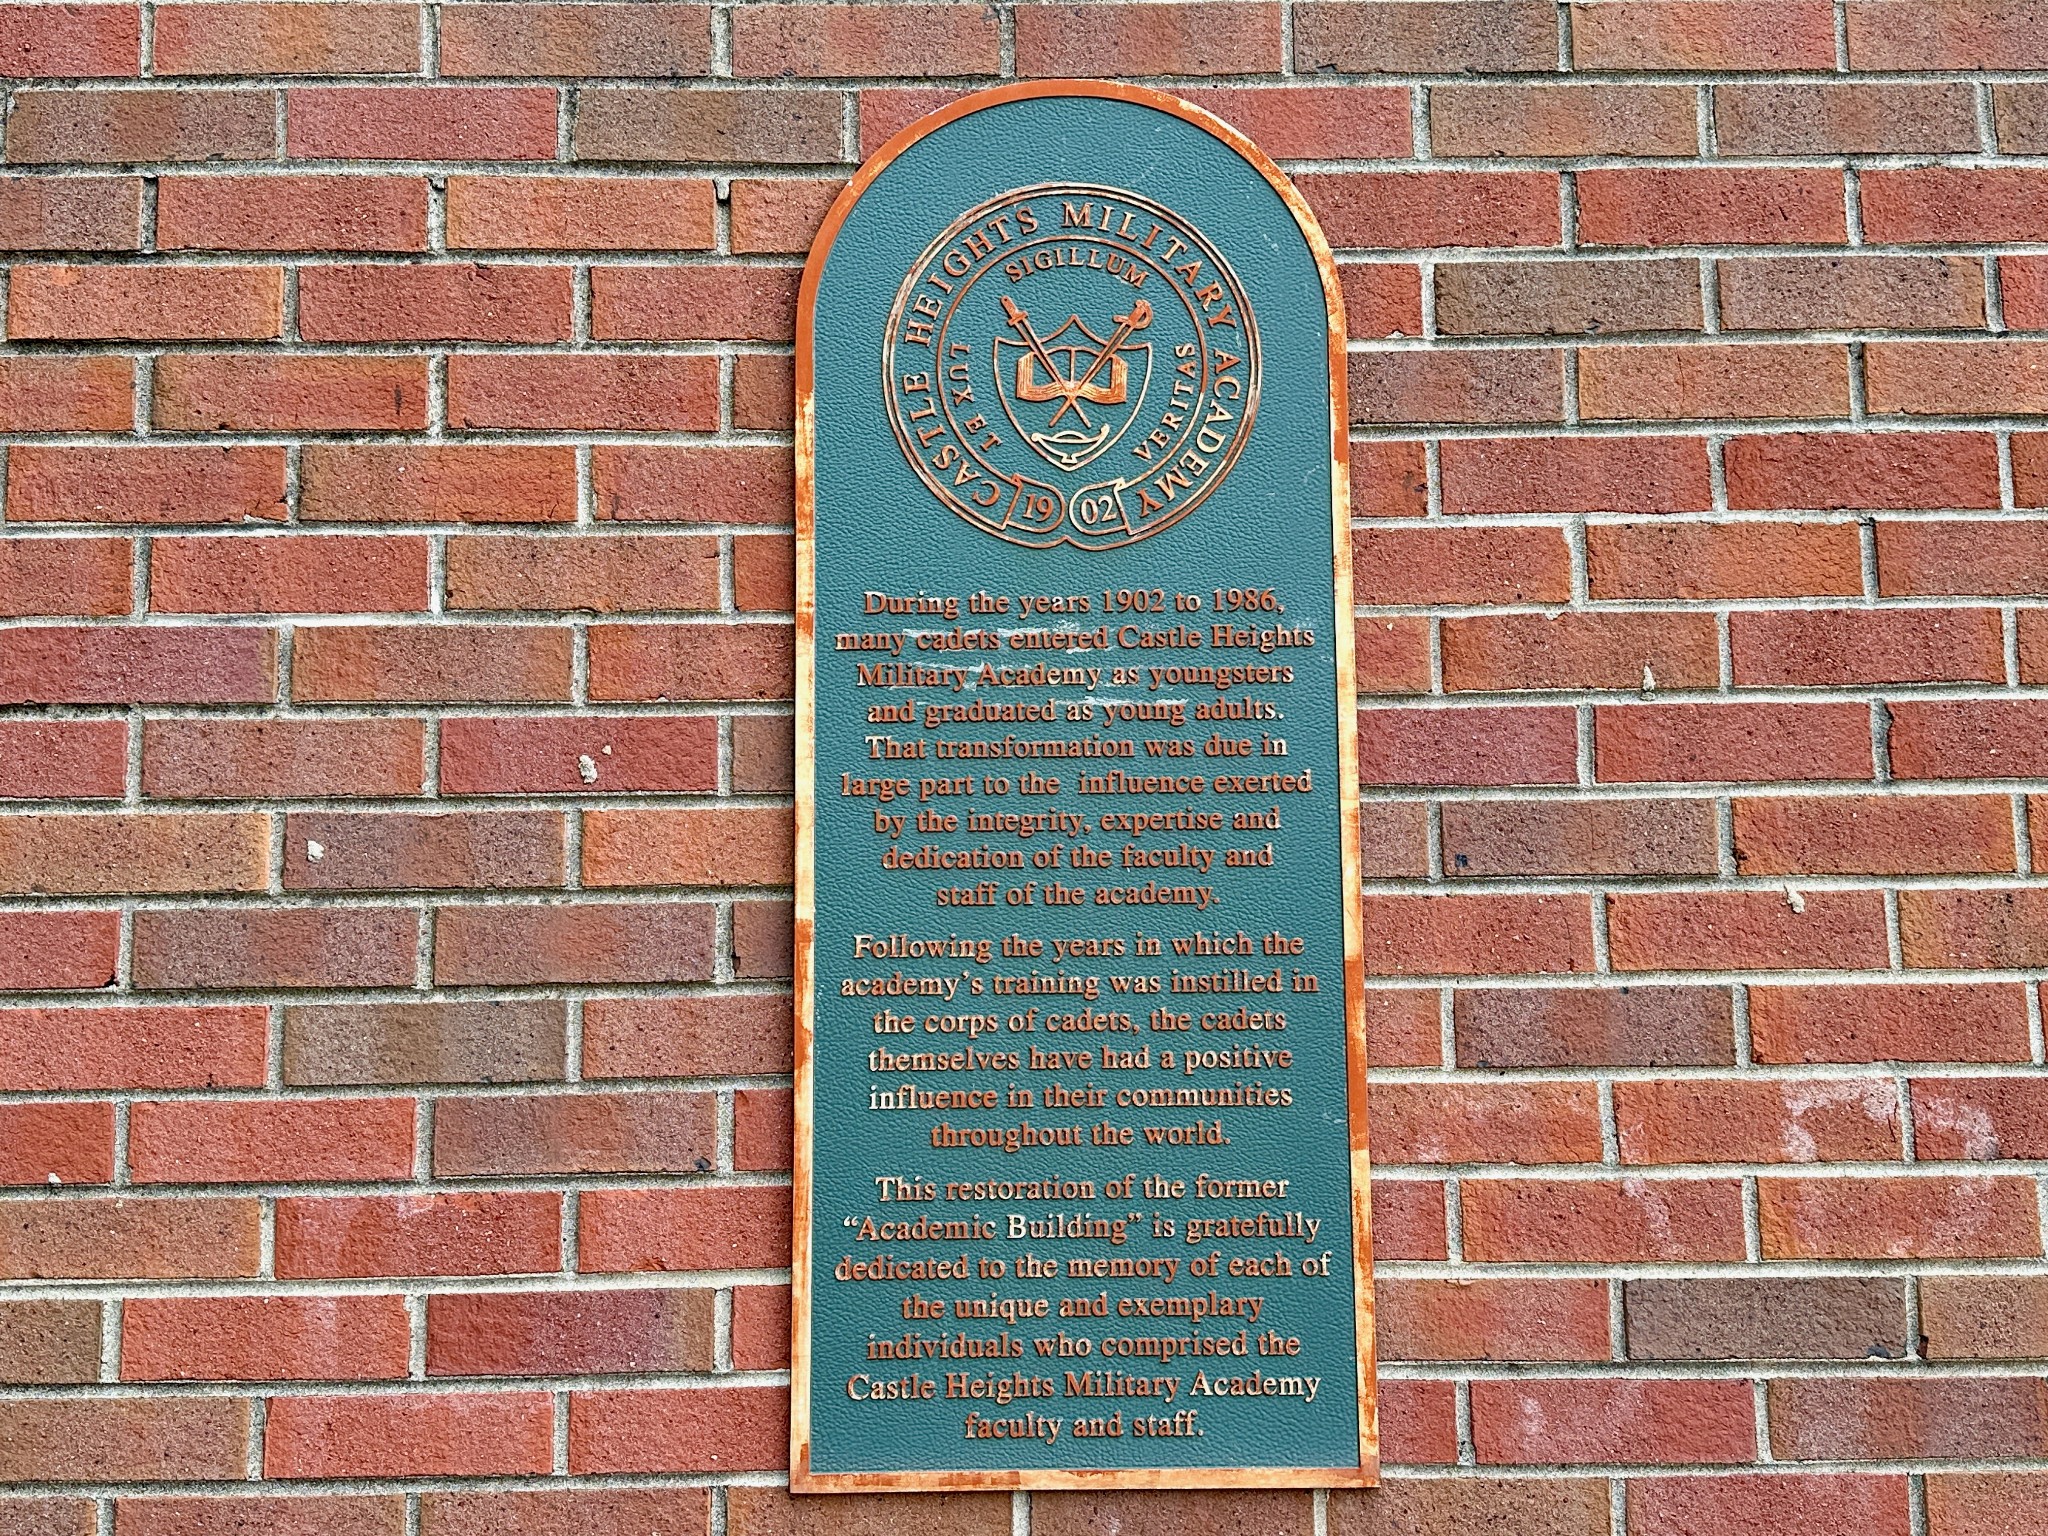 CASTLE HEIGHTS MILITARY ACADEMY
SIGILLUM
LUX ET
VERITAS
19 02
During the years 1902 to 1986,
many cadets entered Castle Heights
Military Academy as youngsters
and graduated as young adults.
That transformation was due in
large part to the influence exerted
by the integrity, expertise and
dedication of the faculty and
staff of the academy.
Following the years in which the
academy's training was instilled in
the corps of cadets, the cadets
themselves have had a positive
influence in their communities
throughout the world.
This restoration of the former
“Academic Building” is gratefully
dedicated to the memory of each of
the unique and exemplary
individuals who comprised the
Castle Heights Military Academy
faculty and staff.